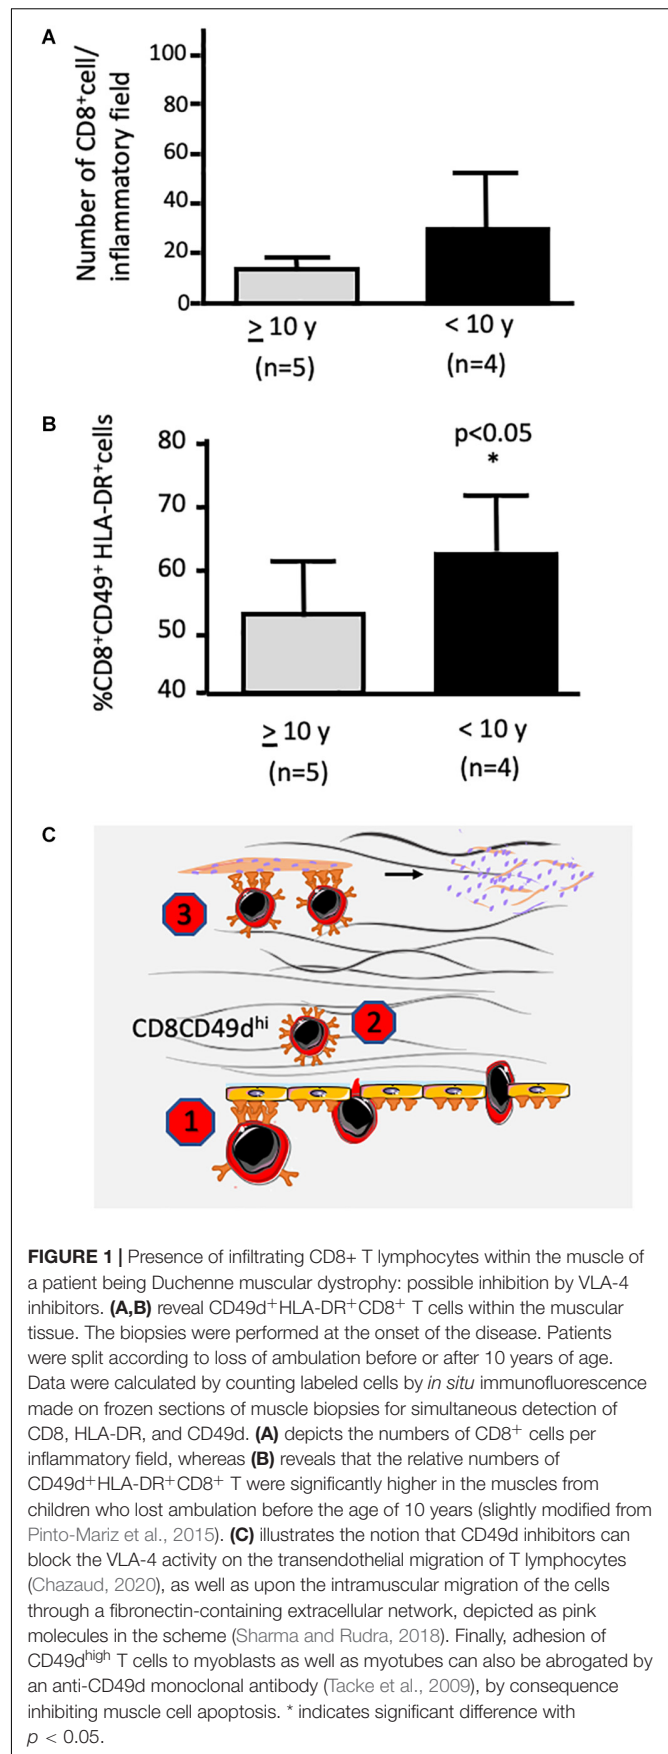 A
Number of CD8⁺cell/
inflammatory field
100
80
60
40
20
0
≥ 10 y
< 10 y
(n=5)
(n=4)
B
%CD8⁺CD49⁺ HLA-DR⁺cells
80
70
60
50
40
p<0.05
*
≥ 10 y
< 10 y
(n=5)
(n=4)
C
3
CD8CD49dʰⁱ
2
1
FIGURE 1 | Presence of infiltrating CD8+ T lymphocytes within the muscle of
a patient being Duchenne muscular dystrophy: possible inhibition by VLA-4
inhibitors. (A,B) reveal CD49d⁺HLA-DR⁺CD8⁺ T cells within the muscular
tissue. The biopsies were performed at the onset of the disease. Patients
were split according to loss of ambulation before or after 10 years of age.
Data were calculated by counting labeled cells by in situ immunofluorescence
made on frozen sections of muscle biopsies for simultaneous detection of
CD8, HLA-DR, and CD49d. (A) depicts the numbers of CD8⁺ cells per
inflammatory field, whereas (B) reveals that the relative numbers of
CD49d⁺HLA-DR⁺CD8⁺ T were significantly higher in the muscles from
children who lost ambulation before the age of 10 years (slightly modified from
Pinto-Mariz et al., 2015). (C) illustrates the notion that CD49d inhibitors can
block the VLA-4 activity on the transendothelial migration of T lymphocytes
(Chazaud, 2020), as well as upon the intramuscular migration of the cells
through a fibronectin-containing extracellular network, depicted as pink
molecules in the scheme (Sharma and Rudra, 2018). Finally, adhesion of
CD49dʰⁱᵍʰ T cells to myoblasts as well as myotubes can also be abrogated by
an anti-CD49d monoclonal antibody (Tacke et al., 2009), by consequence
inhibiting muscle cell apoptosis. * indicates significant difference with
p < 0.05.